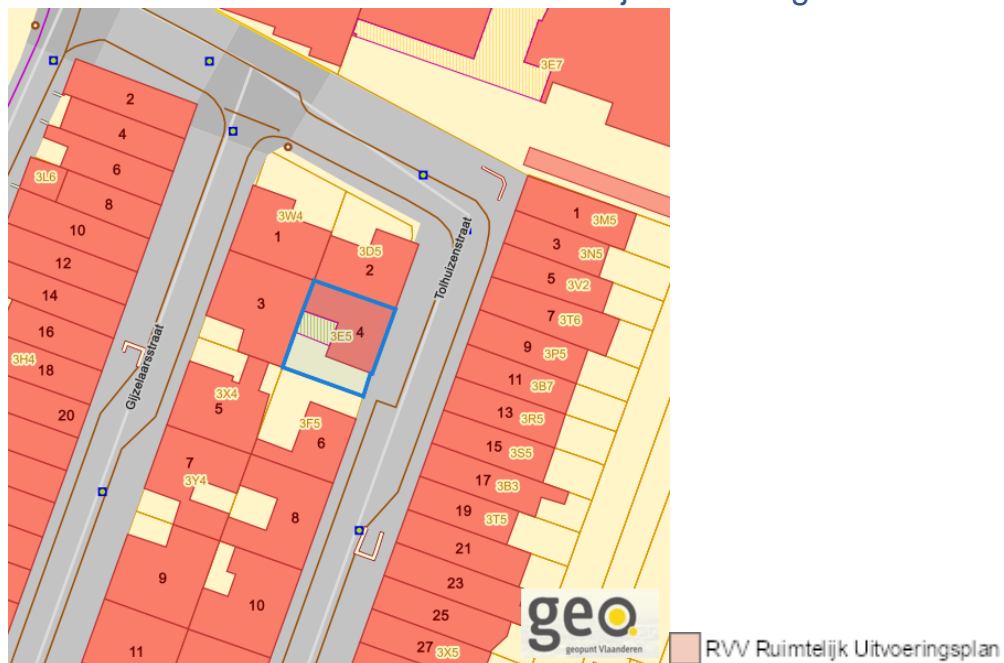 3E7
2
4
6
3L6
8
10
12
14
16
3H4
18
20
Gijzelaarsstraat
3W4
1
3D5
2
3
4
3E5
3X4
5
3F5
6
7
3Y4
8
9
10
11
Tolhuizenstraat
1
3M5
3
3N5
5
3V2
7
3T6
9
3P5
11
3B7
13
3R5
15
3S5
17
3B3
19
3T5
21
23
25
27
3X5
geo.
geopunt Vlaanderen
RVV Ruimtelijk Uitvoeringsplan